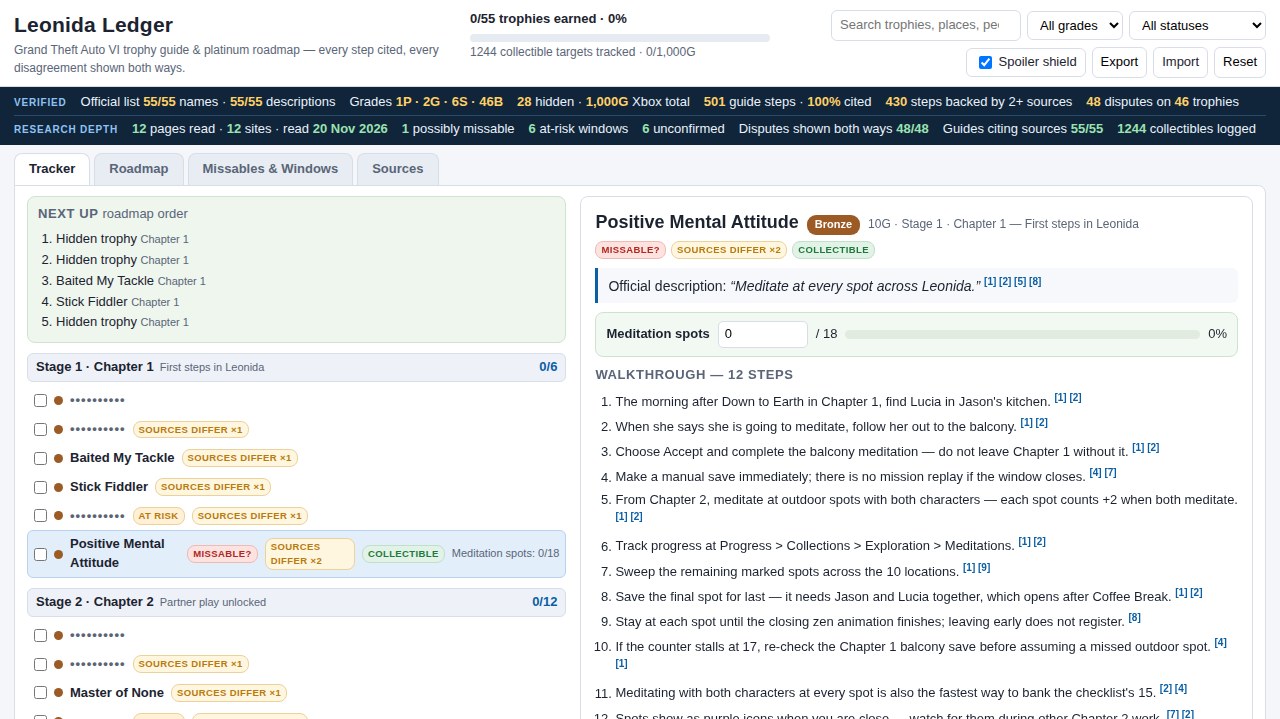 Leonida Ledger
Grand Theft Auto VI trophy guide & platinum roadmap — every step cited, every
disagreement shown both ways.
0/55 trophies earned · 0%
1244 collectible targets tracked · 0/1,000G
Search trophies, places, pe
All grades
All statuses
Spoiler shield
Export
Import
Reset
VERIFIED Official list 55/55 names · 55/55 descriptions Grades 1P · 2G · 6S · 46B 28 hidden · 1,000G Xbox total 501 guide steps · 100% cited 430 steps backed by 2+ sources 48 disputes on 46 trophies
RESEARCH DEPTH 12 pages read · 12 sites · read 20 Nov 2026 1 possibly missable 6 at-risk windows 6 unconfirmed Disputes shown both ways 48/48 Guides citing sources 55/55 1244 collectibles logged
Tracker
Roadmap
Missables & Windows
Sources
NEXT UP roadmap order
1. Hidden trophy Chapter 1
2. Hidden trophy Chapter 1
3. Baited My Tackle Chapter 1
4. Stick Fiddler Chapter 1
5. Hidden trophy Chapter 1
Stage 1 · Chapter 1 First steps in Leonida 0/6
••••••••••
•••••••••• SOURCES DIFFER ×1
Baited My Tackle SOURCES DIFFER ×1
Stick Fiddler SOURCES DIFFER ×1
•••••••••• AT RISK SOURCES DIFFER ×1
Positive Mental
Attitude
MISSABLE?
SOURCES
DIFFER ×2
COLLECTIBLE
Meditation spots: 0/18
Stage 2 · Chapter 2 Partner play unlocked 0/12
••••••••••
•••••••••• SOURCES DIFFER ×1
Master of None SOURCES DIFFER ×1
Positive Mental Attitude Bronze 10G · Stage 1 · Chapter 1 — First steps in Leonida
MISSABLE? SOURCES DIFFER ×2 COLLECTIBLE
Official description: “Meditate at every spot across Leonida.” [1] [2] [5] [8]
Meditation spots 0 / 18 0%
WALKTHROUGH — 12 STEPS
1. The morning after Down to Earth in Chapter 1, find Lucia in Jason's kitchen. [1] [2]
2. When she says she is going to meditate, follow her out to the balcony. [1] [2]
3. Choose Accept and complete the balcony meditation — do not leave Chapter 1 without it. [1] [2]
4. Make a manual save immediately; there is no mission replay if the window closes. [4] [7]
5. From Chapter 2, meditate at outdoor spots with both characters — each spot counts +2 when both meditate.
[1] [2]
6. Track progress at Progress > Collections > Exploration > Meditations. [1] [2]
7. Sweep the remaining marked spots across the 10 locations. [1] [9]
8. Save the final spot for last — it needs Jason and Lucia together, which opens after Coffee Break. [1] [2]
9. Stay at each spot until the closing zen animation finishes; leaving early does not register. [8]
10. If the counter stalls at 17, re-check the Chapter 1 balcony save before assuming a missed outdoor spot. [4]
[1]
11. Meditating with both characters at every spot is also the fastest way to bank the checklist's 15. [2] [4]
12. Spots show as purple icons when you are close — watch for them during other Chapter 2 work. [7] [2]